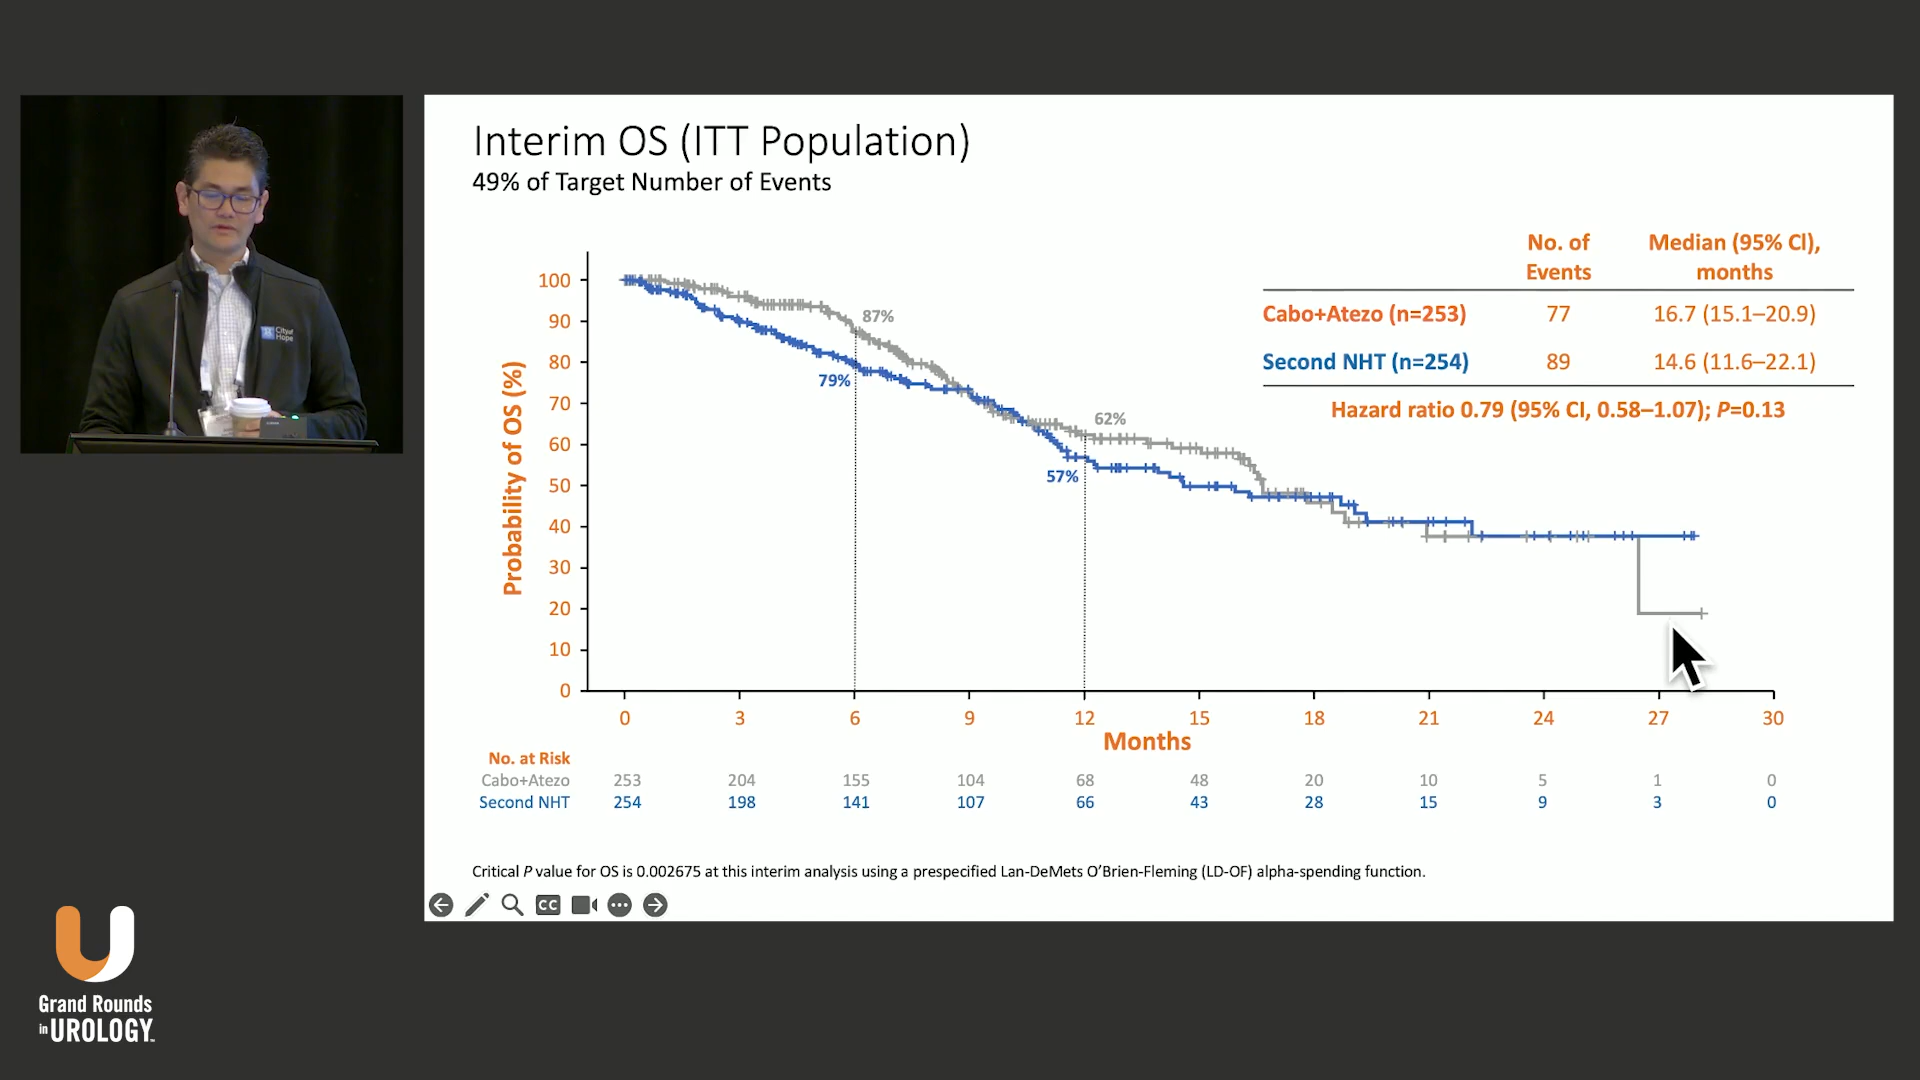 Interim OS (ITT Population)
49% of Target Number of Events
No. of Events
Median (95% CI), months
Cabo+Atezo (n=253) 77 16.7 (15.1–20.9)
Second NHT (n=254) 89 14.6 (11.6–22.1)
Hazard ratio 0.79 (95% CI, 0.58–1.07); P=0.13
Probability of OS (%)
100
90
80
70
60
50
40
30
20
10
0
87%
79%
62%
57%
0 3 6 9 12 15 18 21 24 27 30
Months
No. at Risk
Cabo+Atezo 253 204 155 104 68 48 20 10 5 1 0
Second NHT 254 198 141 107 66 43 28 15 9 3 0
Critical P value for OS is 0.002675 at this interim analysis using a prespecified Lan-DeMets O’Brien-Fleming (LD-OF) alpha-spending function.
CC
City of
Hope
Grand Rounds
in UROLOGY™